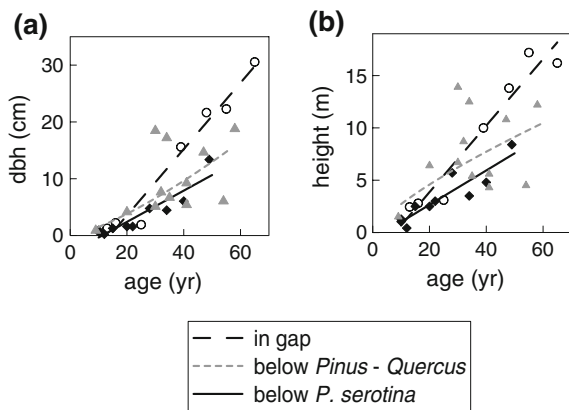 (a)
(b)
dbh (cm)
30
20
10
0
0 20 40 60
age (yr)
height (m)
15
10
5
0
0 20 40 60
age (yr)
in gap
below Pinus - Quercus
below P. serotina